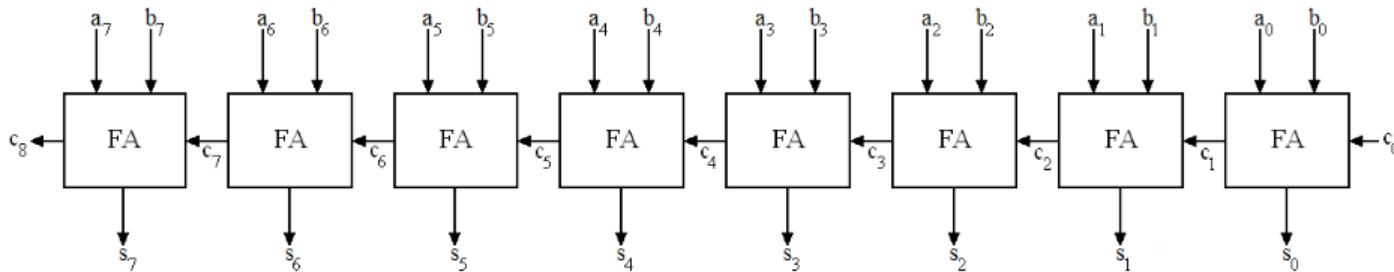 a₇ b₇ a₆ b₆ a₅ b₅ a₄ b₄ a₃ b₃ a₂ b₂ a₁ b₁ a₀ b₀
c₈ FA c₇ FA c₆ FA c₅ FA c₄ FA c₃ FA c₂ FA c₁ FA c₀
s₇ s₆ s₅ s₄ s₃ s₂ s₁ s₀